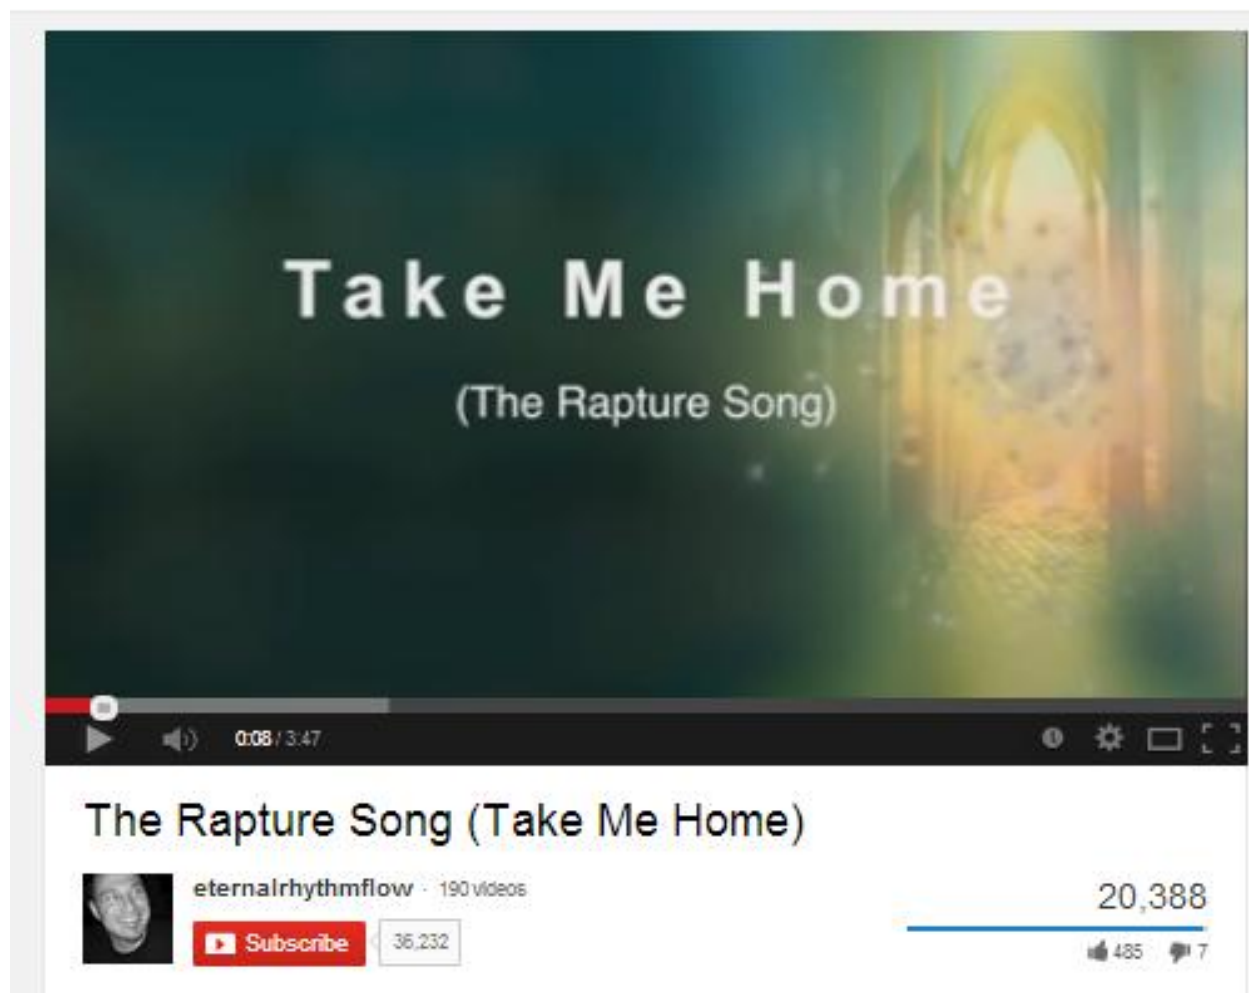 Take Me Home
(The Rapture Song)
0:08 / 3:47
The Rapture Song (Take Me Home)
eternalrhythmflow · 190 videos
Subscribe 36,232
20,388
485 7